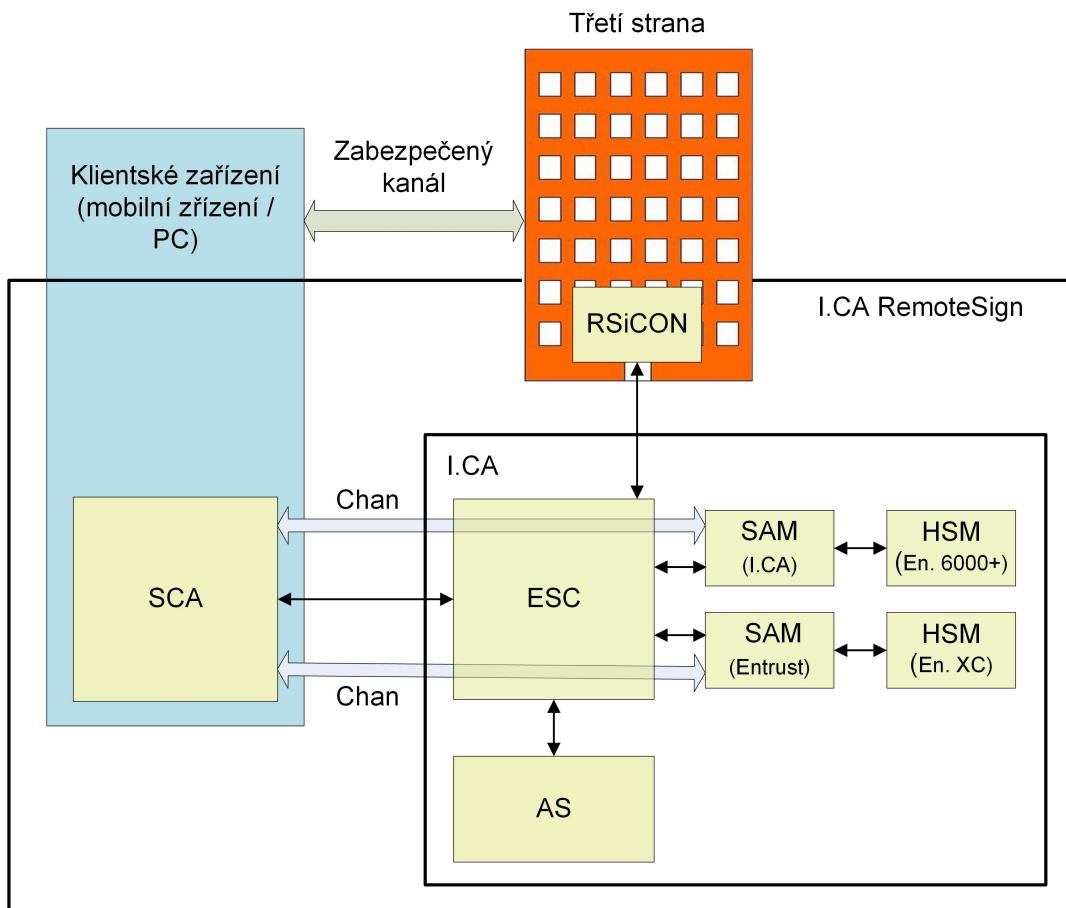 Třetí strana
Zabezpečený
kanál
Klientské zařízení
(mobilní zřízení /
PC)
I.CA RemoteSign
RSiCON
I.CA
Chan
SCA
ESC
SAM
(I.CA)
HSM
(En. 6000+)
SAM
(Entrust)
HSM
(En. XC)
Chan
AS